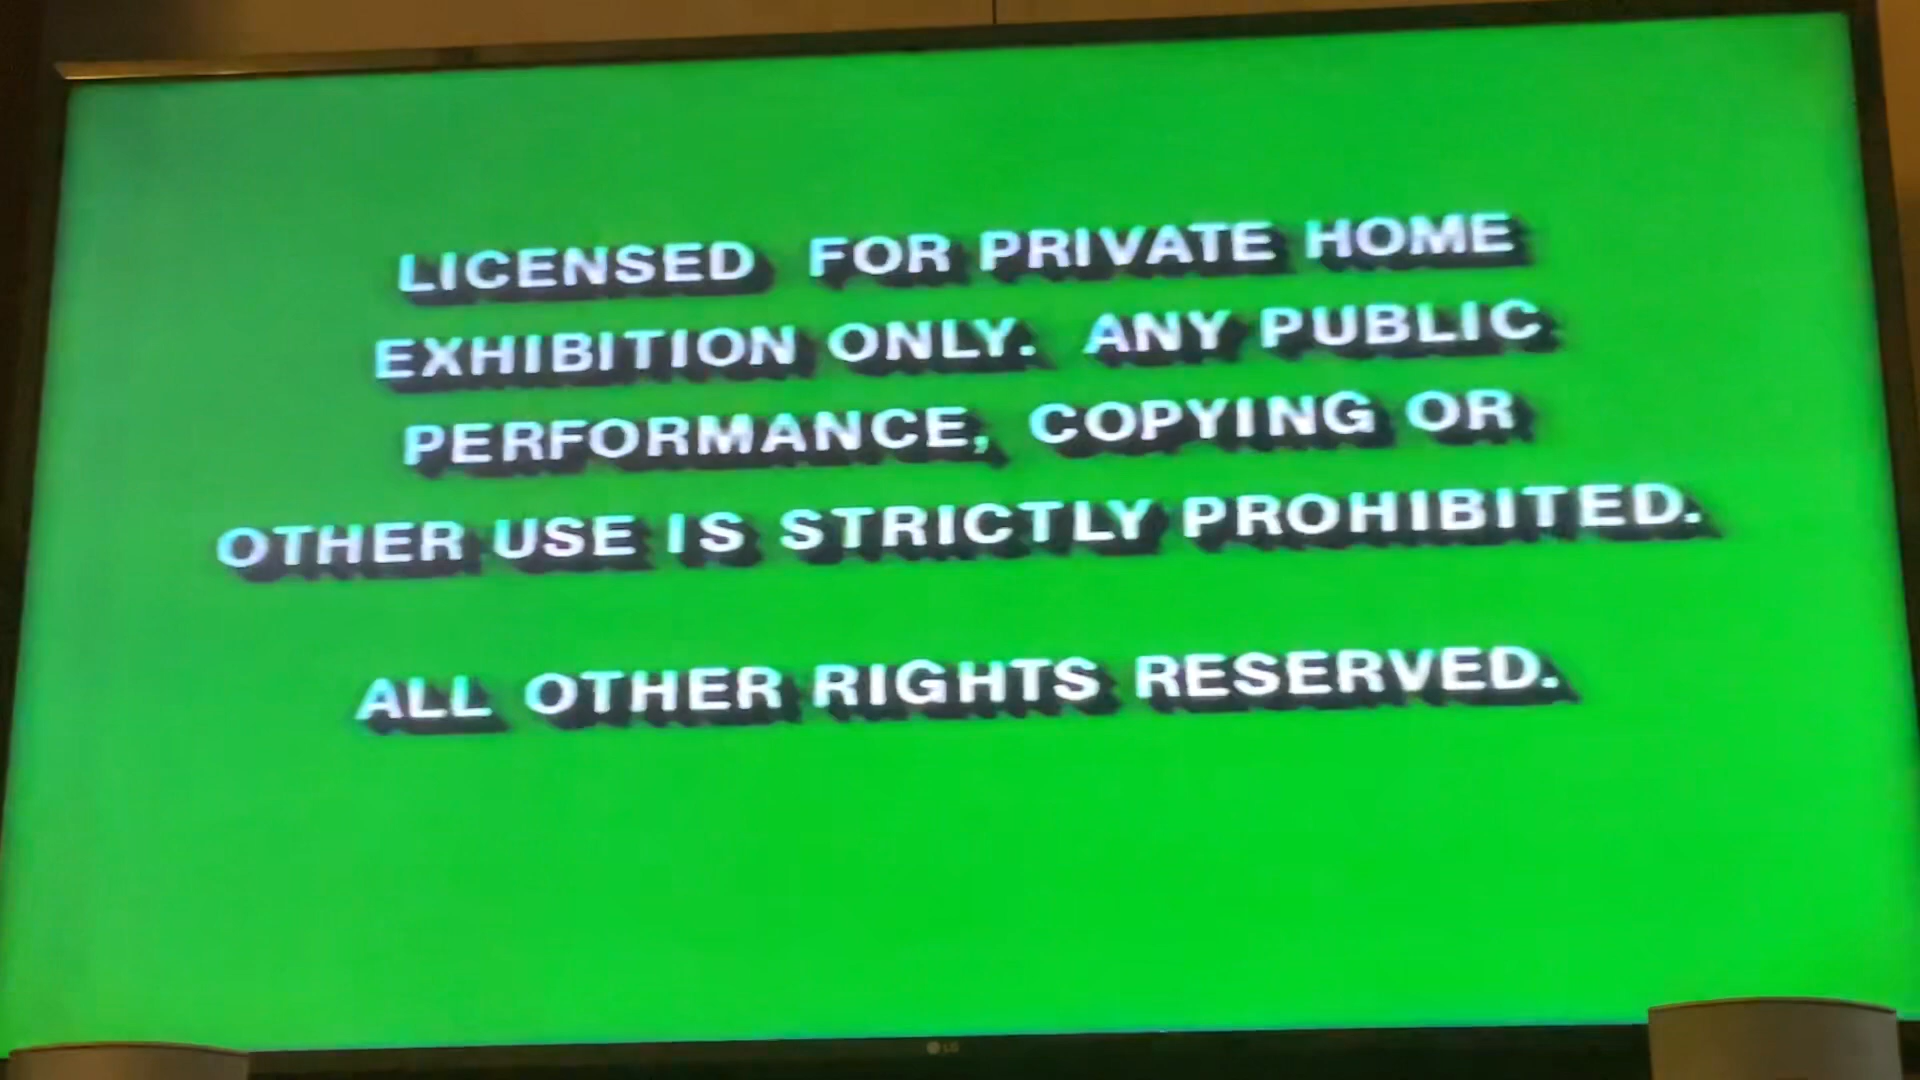 LICENSED FOR PRIVATE HOME
EXHIBITION ONLY. ANY PUBLIC
PERFORMANCE, COPYING OR
OTHER USE IS STRICTLY PROHIBITED.
ALL OTHER RIGHTS RESERVED.
LG